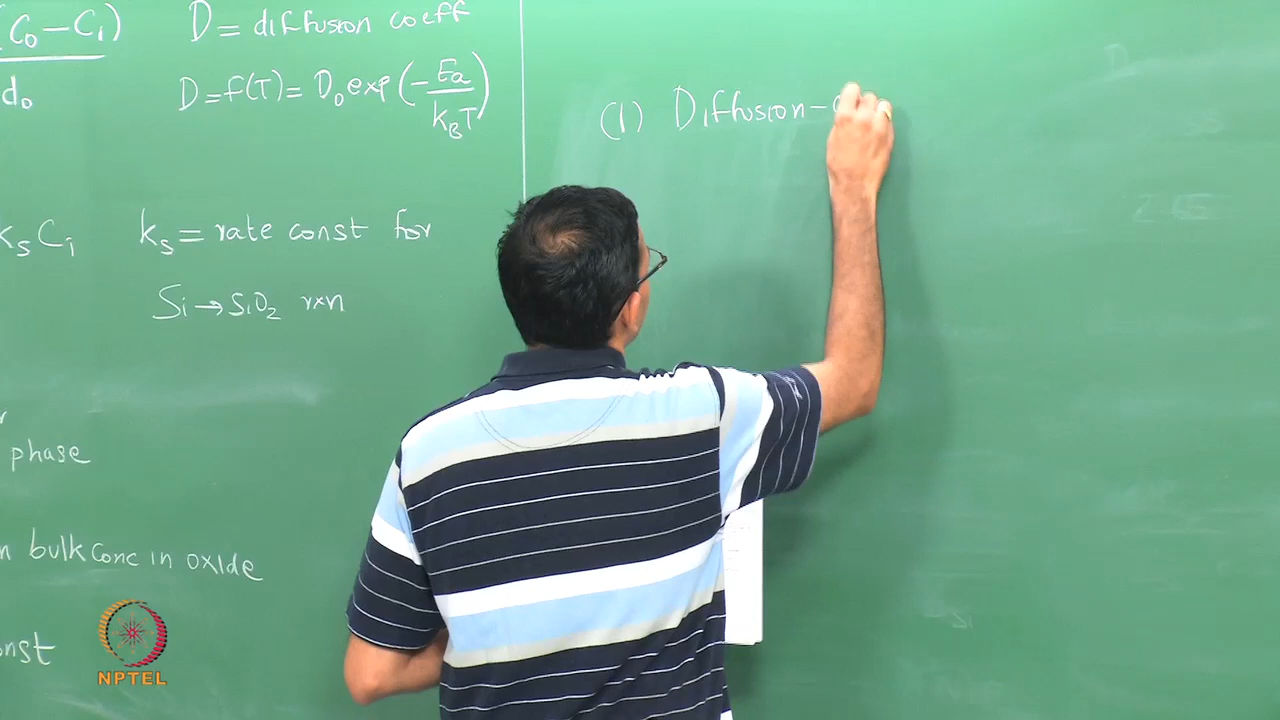 (C₀-Cᵢ)
d₀
D = diffusion coeff
D = f(T) = D₀ exp(-Ea/k_BT)
k_s Cᵢ
k_s = rate const for
Si → SiO₂ rxn
phase
bulk conc in oxide
(1) Diffusion-
NPTEL